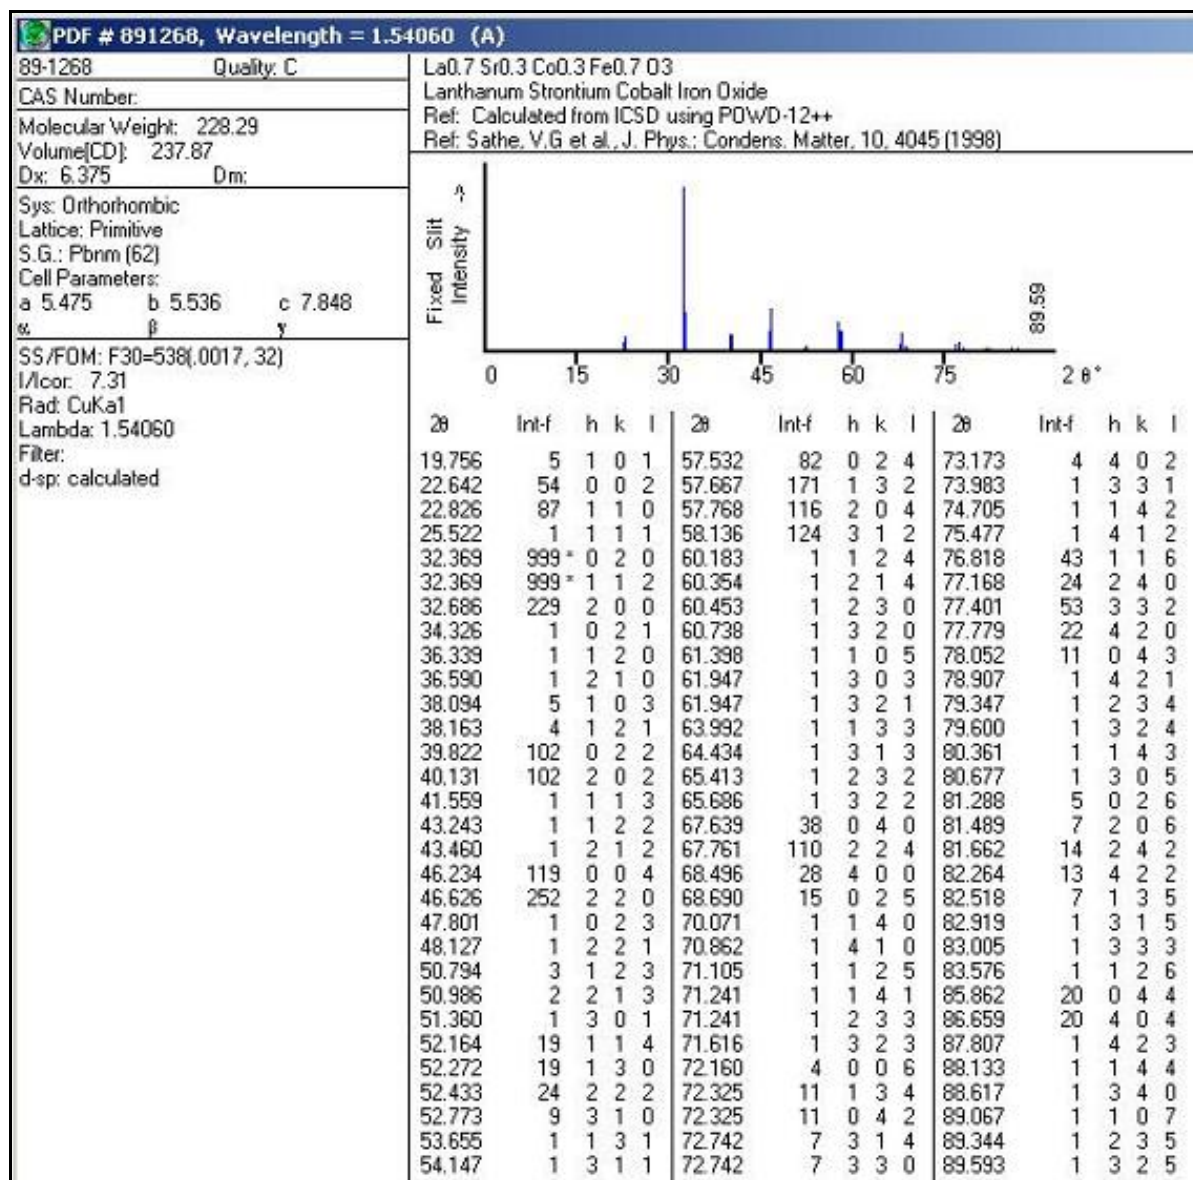 PDF # 891268, Wavelength = 1.54060 (A)
89-1268 Quality: C
CAS Number:
Molecular Weight: 228.29
Volume[CD]: 237.87
Dx: 6.375 Dm:
Sys: Orthorhombic
Lattice: Primitive
S.G.: Pbnm (62)
Cell Parameters:
a 5.475 b 5.536 c 7.848
α β γ
SS/FOM: F30=538(.0017, 32)
I/Icor: 7.31
Rad: CuKa1
Lambda: 1.54060
Filter:
d-sp: calculated
La0.7 Sr0.3 Co0.3 Fe0.7 O3
Lanthanum Strontium Cobalt Iron Oxide
Ref: Calculated from ICSD using POWD-12++
Ref: Sathe, V.G et al., J. Phys.: Condens. Matter, 10, 4045 (1998)
Fixed Slit
Intensity ->
89.59
0 15 30 45 60 75 2 θ°
2θ Int-f h k l 2θ Int-f h k l 2θ Int-f h k l
19.756 5 1 0 1 57.532 82 0 2 4 73.173 4 4 0 2
22.642 54 0 0 2 57.667 171 1 3 2 73.983 1 3 3 1
22.826 87 1 1 0 57.768 116 2 0 4 74.705 1 1 4 2
25.522 1 1 1 1 58.136 124 3 1 2 75.477 1 4 1 2
32.369 999 * 0 2 0 60.183 1 1 2 4 76.818 43 1 1 6
32.369 999 * 1 1 2 60.354 1 2 1 4 77.168 24 2 4 0
32.686 229 2 0 0 60.453 1 2 3 0 77.401 53 3 3 2
34.326 1 0 2 1 60.738 1 3 2 0 77.779 22 4 2 0
36.339 1 1 2 0 61.398 1 1 0 5 78.052 11 0 4 3
36.590 1 2 1 0 61.947 1 3 0 3 78.907 1 4 2 1
38.094 5 1 0 3 61.947 1 3 2 1 79.347 1 2 3 4
38.163 4 1 2 1 63.992 1 1 3 3 79.600 1 3 2 4
39.822 102 0 2 2 64.434 1 3 1 3 80.361 1 1 4 3
40.131 102 2 0 2 65.413 1 2 3 2 80.677 1 3 0 5
41.559 1 1 1 3 65.686 1 3 2 2 81.288 5 0 2 6
43.243 1 1 2 2 67.639 38 0 4 0 81.489 7 2 0 6
43.460 1 2 1 2 67.761 110 2 2 4 81.662 14 2 4 2
46.234 119 0 0 4 68.496 28 4 0 0 82.264 13 4 2 2
46.626 252 2 2 0 68.690 15 0 2 5 82.518 7 1 3 5
47.801 1 0 2 3 70.071 1 1 4 0 82.919 1 3 1 5
48.127 1 2 2 1 70.862 1 4 1 0 83.005 1 3 3 3
50.794 3 1 2 3 71.105 1 1 2 5 83.576 1 1 2 6
50.986 2 2 1 3 71.241 1 1 4 1 85.862 20 0 4 4
51.360 1 3 0 1 71.241 1 2 3 3 86.659 20 4 0 4
52.164 19 1 1 4 71.616 1 3 2 3 87.807 1 4 2 3
52.272 19 1 3 0 72.160 4 0 0 6 88.133 1 1 4 4
52.433 24 2 2 2 72.325 11 1 3 4 88.617 1 3 4 0
52.773 9 3 1 0 72.325 11 0 4 2 89.067 1 1 0 7
53.655 1 1 3 1 72.742 7 3 1 4 89.344 1 2 3 5
54.147 1 3 1 1 72.742 7 3 3 0 89.593 1 3 2 5